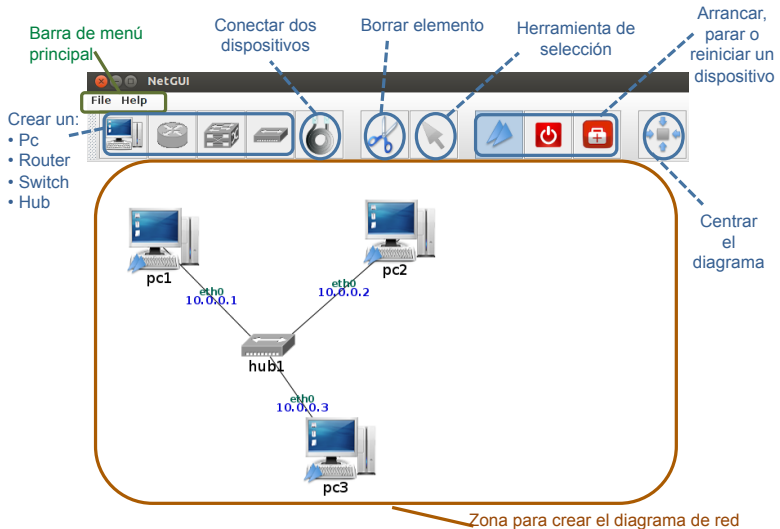 Barra de menú
principal
Conectar dos
dispositivos
Borrar elemento
Herramienta de
selección
Arrancar,
parar o
reiniciar un
dispositivo
NetGUI
File Help
Crear un:
• Pc
• Router
• Switch
• Hub
Centrar
el
diagrama
pc1
pc2
eth0
10.0.0.1
eth0
10.0.0.2
hub1
eth0
10.0.0.3
pc3
Zona para crear el diagrama de red